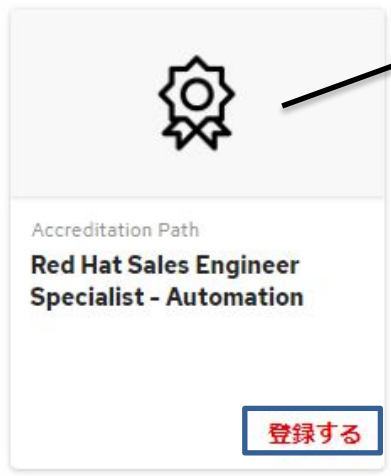 Accreditation Path
Red Hat Sales Engineer
Specialist - Automation
登録する